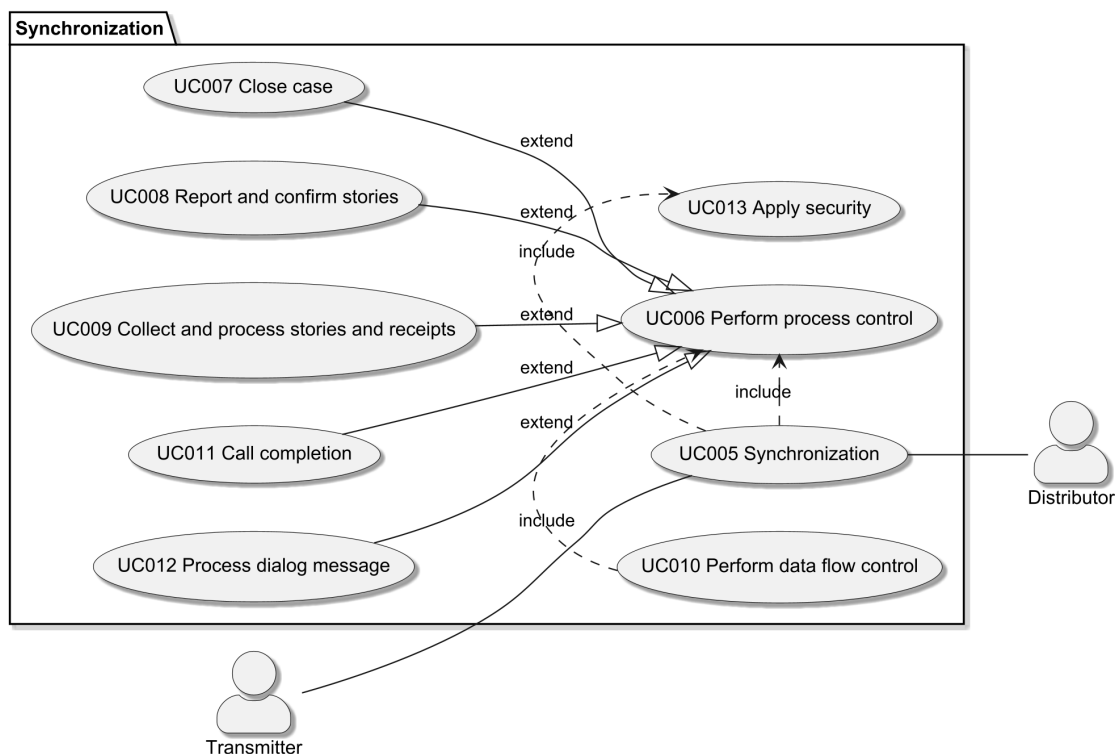 Synchronization
UC007 Close case
extend
UC008 Report and confirm stories
extend
UC013 Apply security
include
UC009 Collect and process stories and receipts
extend
UC006 Perform process control
extend
include
UC011 Call completion
extend
UC005 Synchronization
Distributor
include
UC012 Process dialog message
UC010 Perform data flow control
Transmitter